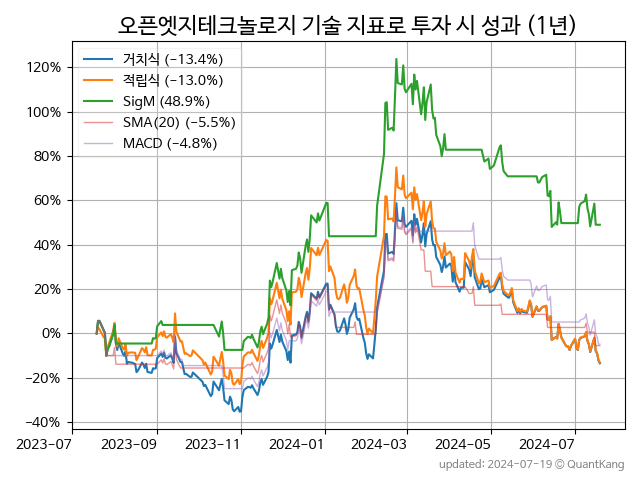 오픈엣지테크놀로지 기술 지표로 투자 시 성과 (1년)
거치식 (−13.4%)
적립식 (−13.0%)
SigM (48.9%)
SMA(20) (−5.5%)
MACD (−4.8%)
120%
100%
80%
60%
40%
20%
0%
−20%
−40%
2023-07
2023-09
2023-11
2024-01
2024-03
2024-05
2024-07
updated: 2024-07-19 © QuantKang